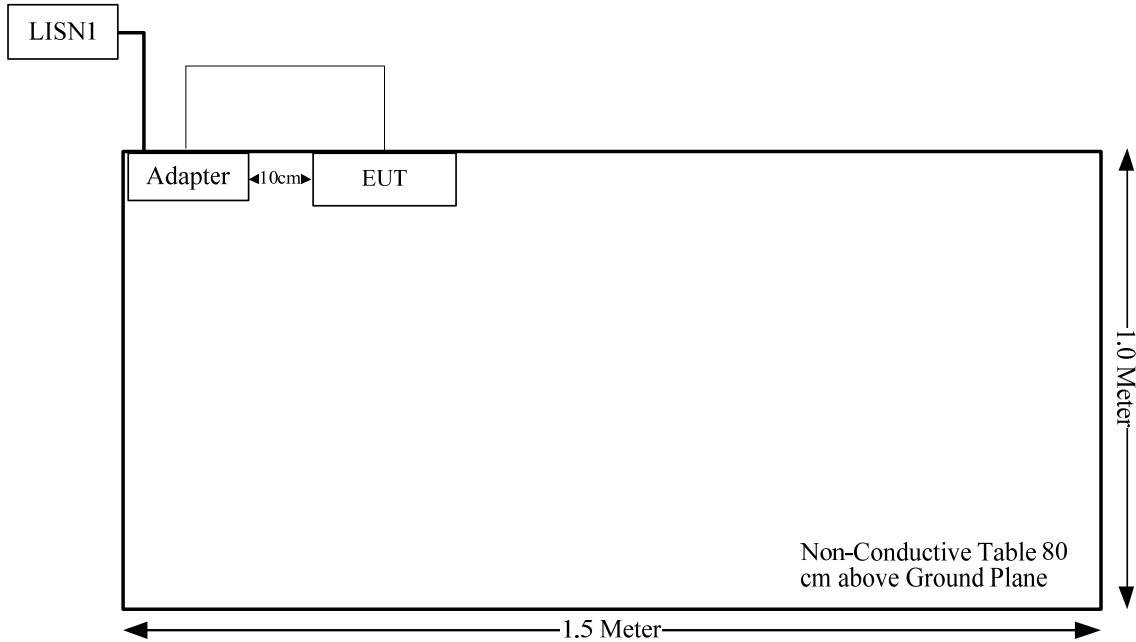 LISN1
Adapter
10cm
EUT
1.0 Meter
Non-Conductive Table 80
cm above Ground Plane
1.5 Meter